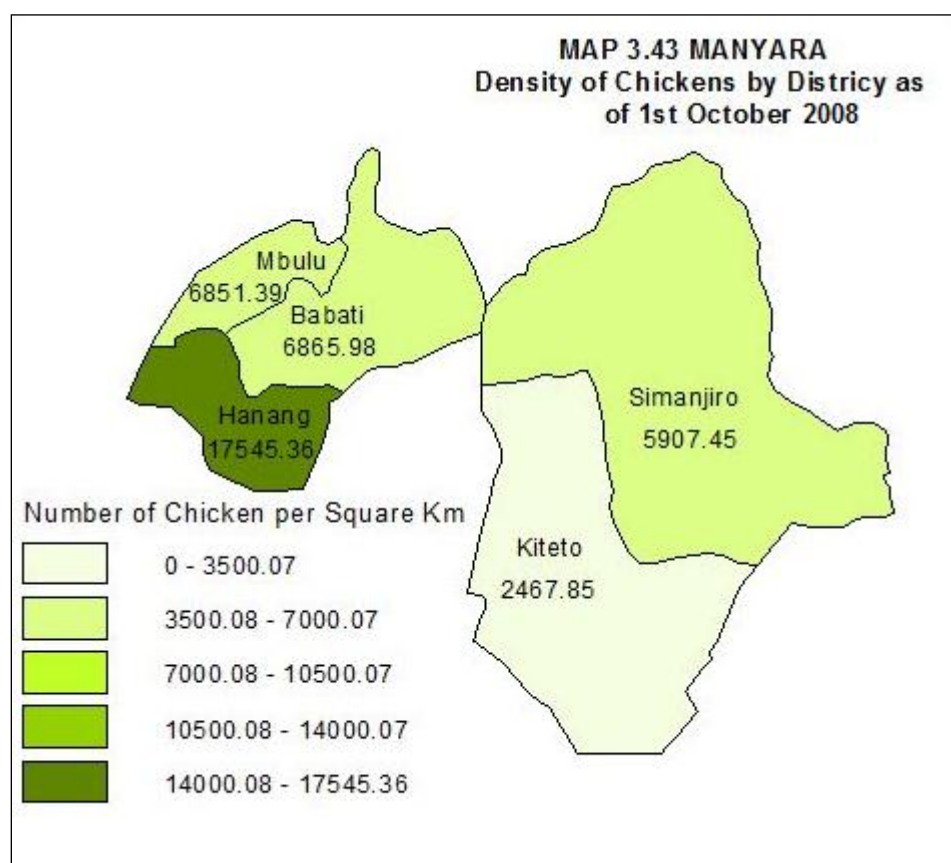 MAP 3.43 MANYARA
Density of Chickens by Districy as
of 1st October 2008
Mbulu
6851.39
Babati
6865.98
Hanang
17545.36
Simanjiro
5907.45
Kiteto
2467.85
Number of Chicken per Square Km
0 - 3500.07
3500.08 - 7000.07
7000.08 - 10500.07
10500.08 - 14000.07
14000.08 - 17545.36